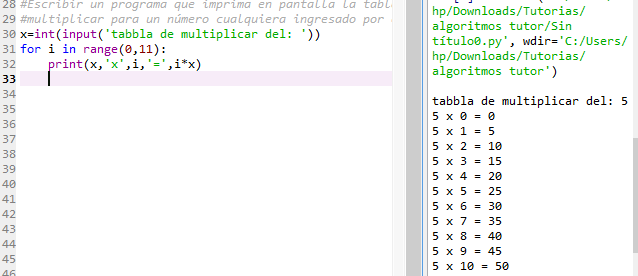 28 #Escribir un programa que imprima en pantalla la
29 #multiplicar para un número cualquiera ingresado por
30 x=int(input('tabbla de multiplicar del: '))
31 for i in range(0,11):
32 print(x,'x',i,'=',i*x)
33
34
35
36
37
38
39
40
41
42
43
44
45
hp/Downloads/Tutorias/
algoritmos tutor/Sin
título0.py', wdir='C:/Users/
hp/Downloads/Tutorias/
algoritmos tutor')
tabbla de multiplicar del: 5
5 x 0 = 0
5 x 1 = 5
5 x 2 = 10
5 x 3 = 15
5 x 4 = 20
5 x 5 = 25
5 x 6 = 30
5 x 7 = 35
5 x 8 = 40
5 x 9 = 45
5 x 10 = 50